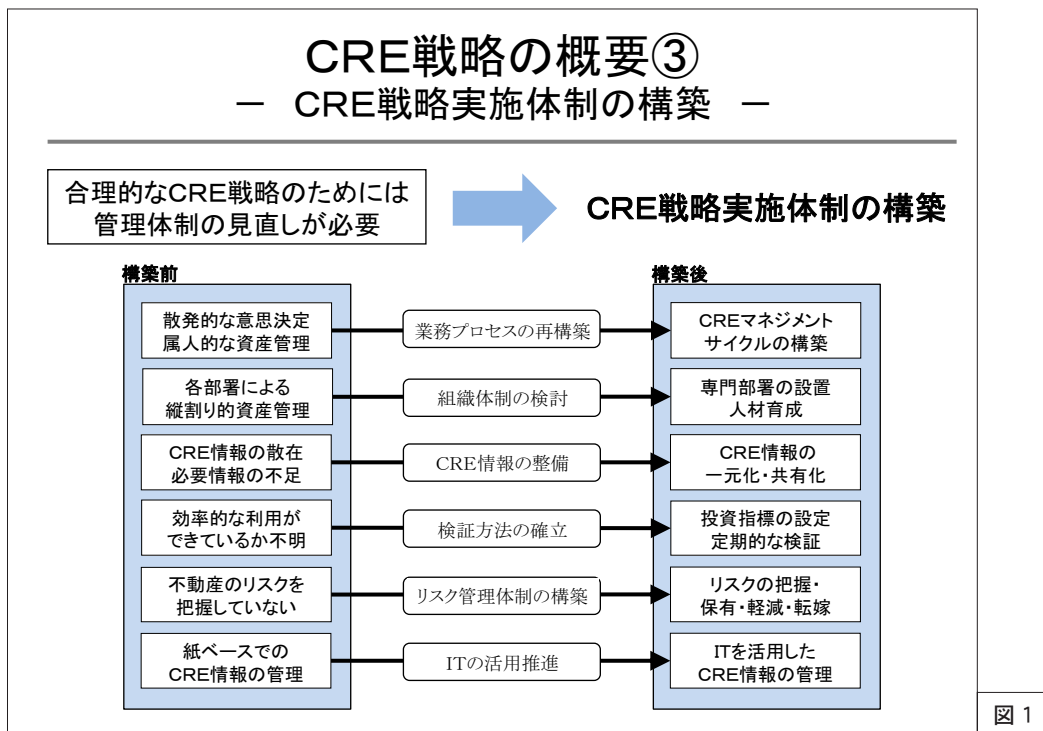 CRE戦略の概要③
－ CRE戦略実施体制の構築 －
合理的なCRE戦略のためには
管理体制の見直しが必要
CRE戦略実施体制の構築
構築前
構築後
散発的な意思決定
属人的な資産管理
業務プロセスの再構築
CREマネジメント
サイクルの構築
各部署による
縦割り的資産管理
組織体制の検討
専門部署の設置
人材育成
CRE情報の散在
必要情報の不足
CRE情報の整備
CRE情報の
一元化・共有化
効率的な利用が
できているか不明
検証方法の確立
投資指標の設定
定期的な検証
不動産のリスクを
把握していない
リスク管理体制の構築
リスクの把握・
保有・軽減・転嫁
紙ベースでの
CRE情報の管理
ITの活用推進
ITを活用した
CRE情報の管理
図 1